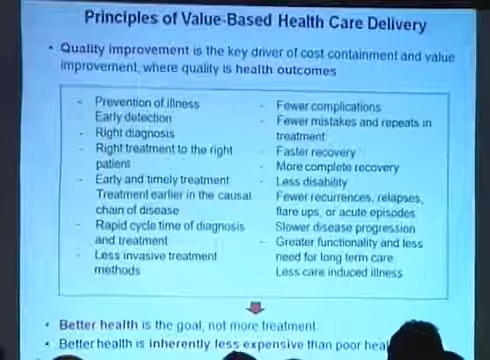 Principles of Value-Based Health Care Delivery
• Quality improvement is the key driver of cost containment and value
improvement, where quality is health outcomes
- Prevention of illness
Early detection
- Right diagnosis
- Right treatment to the right
patient
- Early and timely treatment
Treatment earlier in the causal
chain of disease
- Rapid cycle time of diagnosis
and treatment
- Less invasive treatment
methods
- Fewer complications
- Fewer mistakes and repeats in
treatment
- Faster recovery
- More complete recovery
- Less disability
Fewer recurrences, relapses,
flare ups, or acute episodes
Slower disease progression
- Greater functionality and less
need for long term care
Less care induced illness
• Better health is the goal, not more treatment
• Better health is inherently less expensive than poor